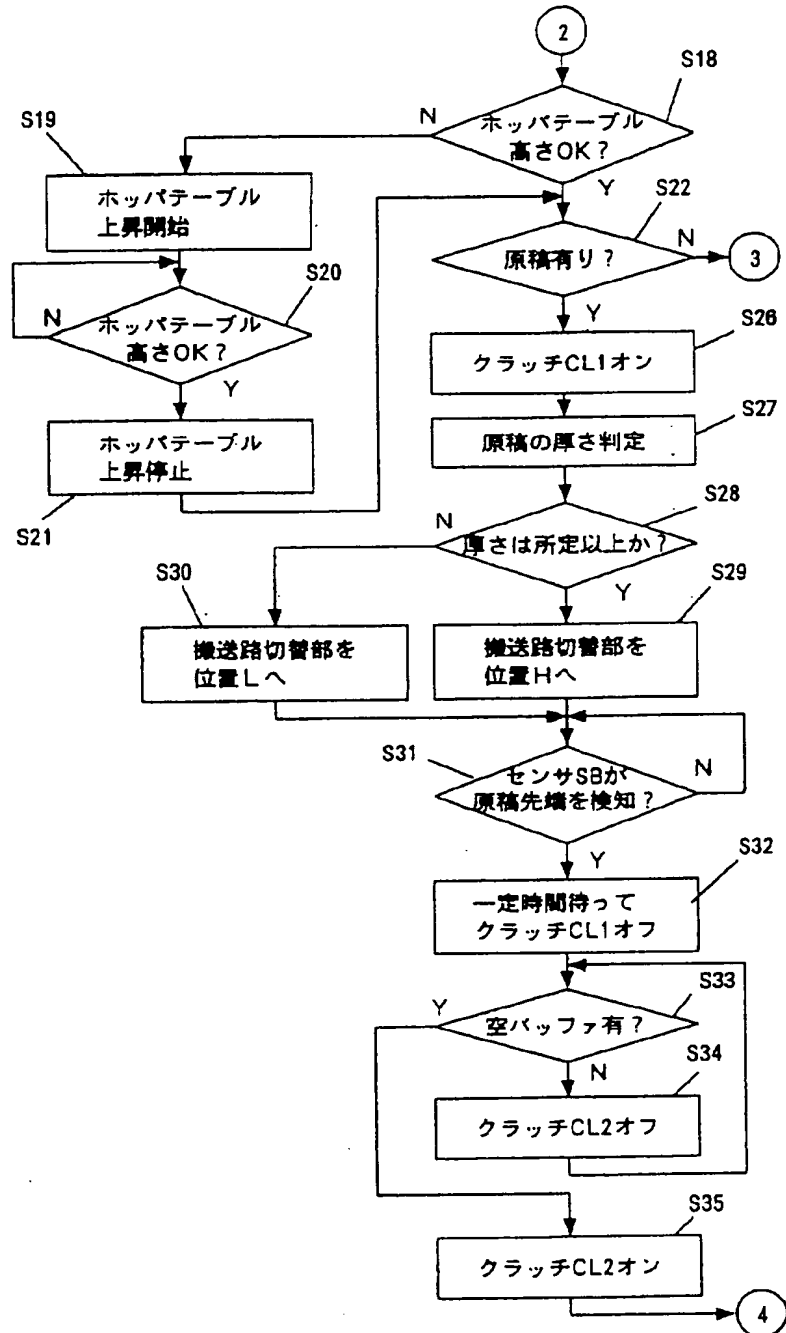 2
S18
N
ホッパテーブル
高さOK?
Y
S19
ホッパテーブル
上昇開始
S22
原稿有り?
N
3
Y
S20
N
ホッパテーブル
高さOK?
Y
S26
クラッチCL1オン
S27
原稿の厚さ判定
ホッパテーブル
上昇停止
S21
S28
N
厚さは所定以上か?
Y
S30
搬送路切替部を
位置Lへ
S29
搬送路切替部を
位置Hへ
S31
センサSBが
原稿先端を検知?
N
Y
S32
一定時間待って
クラッチCL1オフ
S33
Y
空バッファ有?
N
S34
クラッチCL2オフ
S35
クラッチCL2オン
4